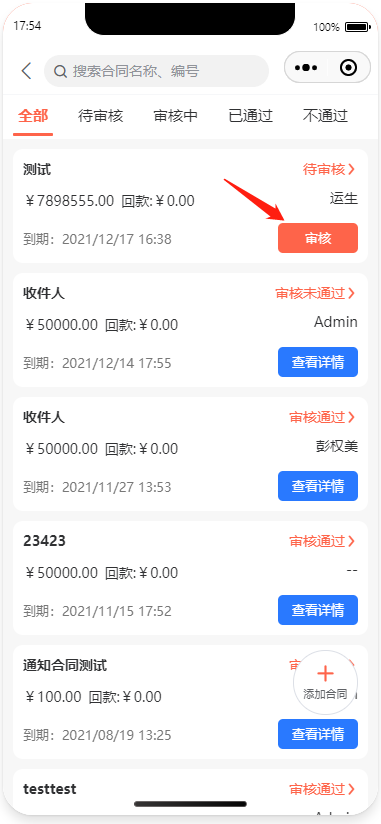 17:54
100%
搜索合同名称、编号
全部 待审核 审核中 已通过 不通过
测试 待审核
￥7898555.00 回款:￥0.00 运生
到期：2021/12/17 16:38 审核
收件人 审核未通过
￥50000.00 回款:￥0.00 Admin
到期：2021/12/14 17:55 查看详情
收件人 审核通过
￥50000.00 回款:￥0.00 彭权美
到期：2021/11/27 13:53 查看详情
23423 审核通过
￥50000.00 回款:￥0.00 --
到期：2021/11/15 17:52 查看详情
通知合同测试
￥100.00 回款:￥0.00 添加合同
到期：2021/08/19 13:25 查看详情
testtest 审核通过